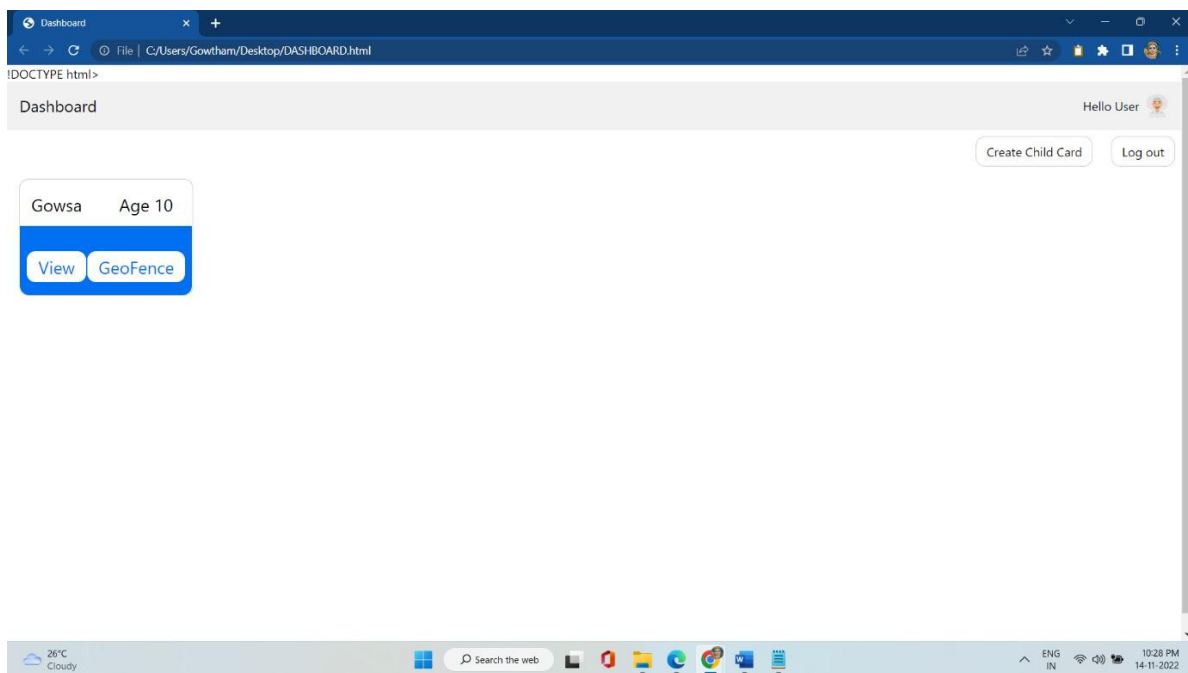 Dashboard
File | C:/Users/Gowtham/Desktop/DASHBOARD.html
!DOCTYPE html>
Dashboard Hello User
Create Child Card Log out
Gowsa Age 10
View GeoFence
26°C
Cloudy
Search the web
ENG
IN
10:28 PM
14-11-2022